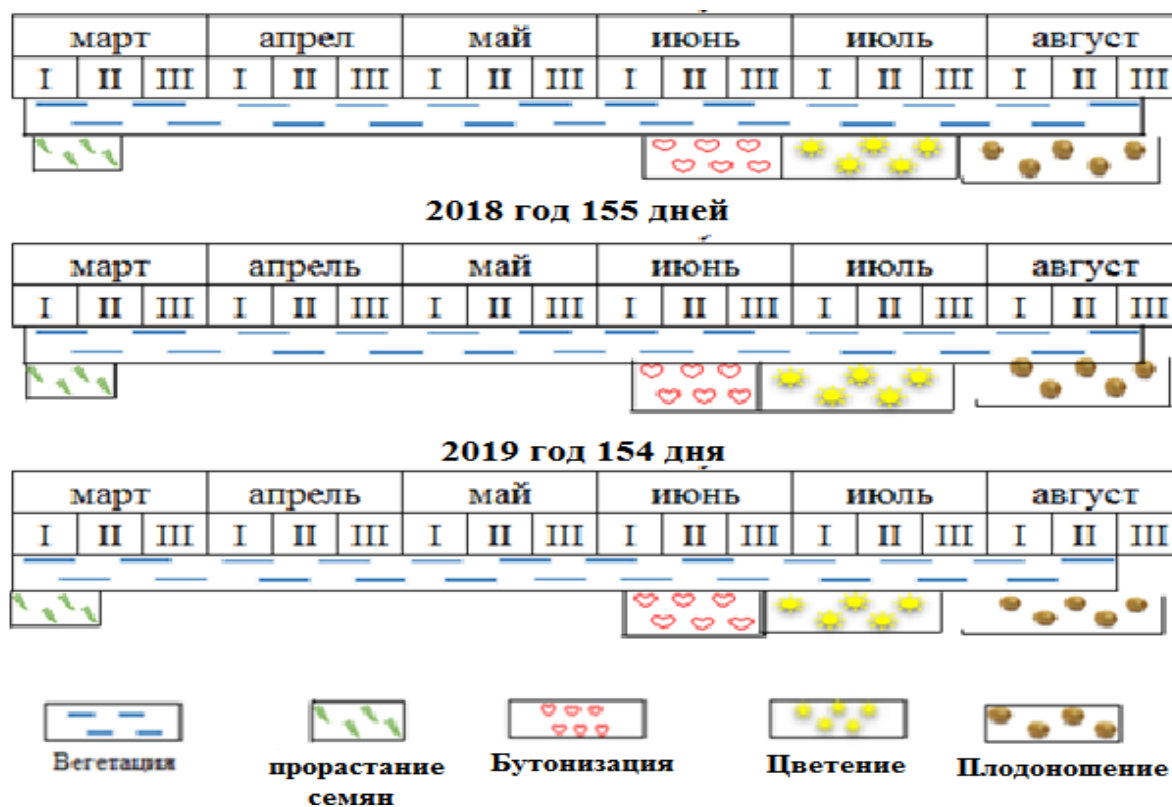 март апрел май июнь июль август
I II III I II III I II III I II III I II III I II III
2018 год 155 дней
март апрель май июнь июль август
I II III I II III I II III I II III I II III I II III
2019 год 154 дня
март апрель май июнь июль август
I II III I II III I II III I II III I II III I II III
Вегетация прорастание семян Бутонизация Цветение Плодоношение